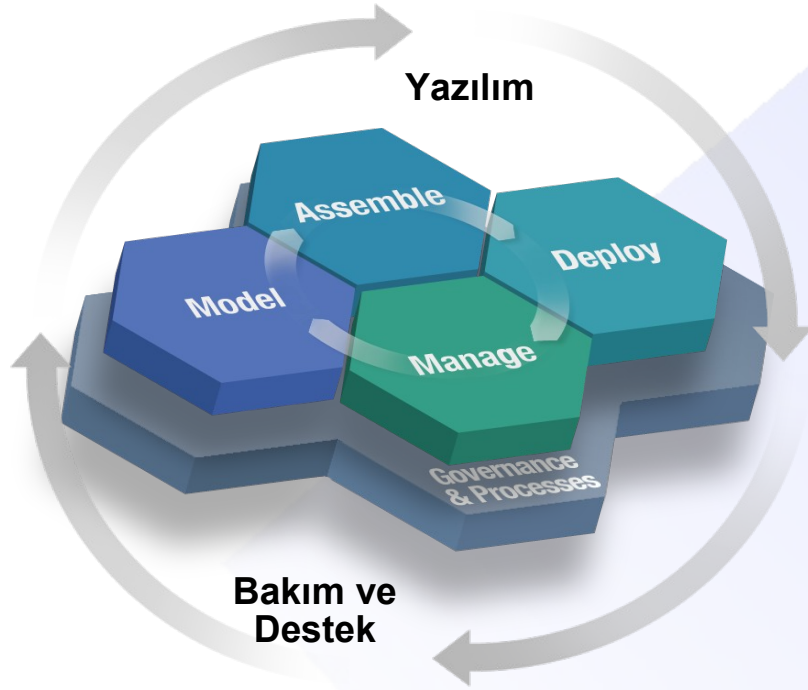 Yazılım
Assemble
Deploy
Model
Manage
Governance
& Processes
Bakım ve
Destek